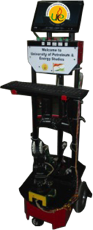 Welcome to
University of Petroleum &
Energy Studies